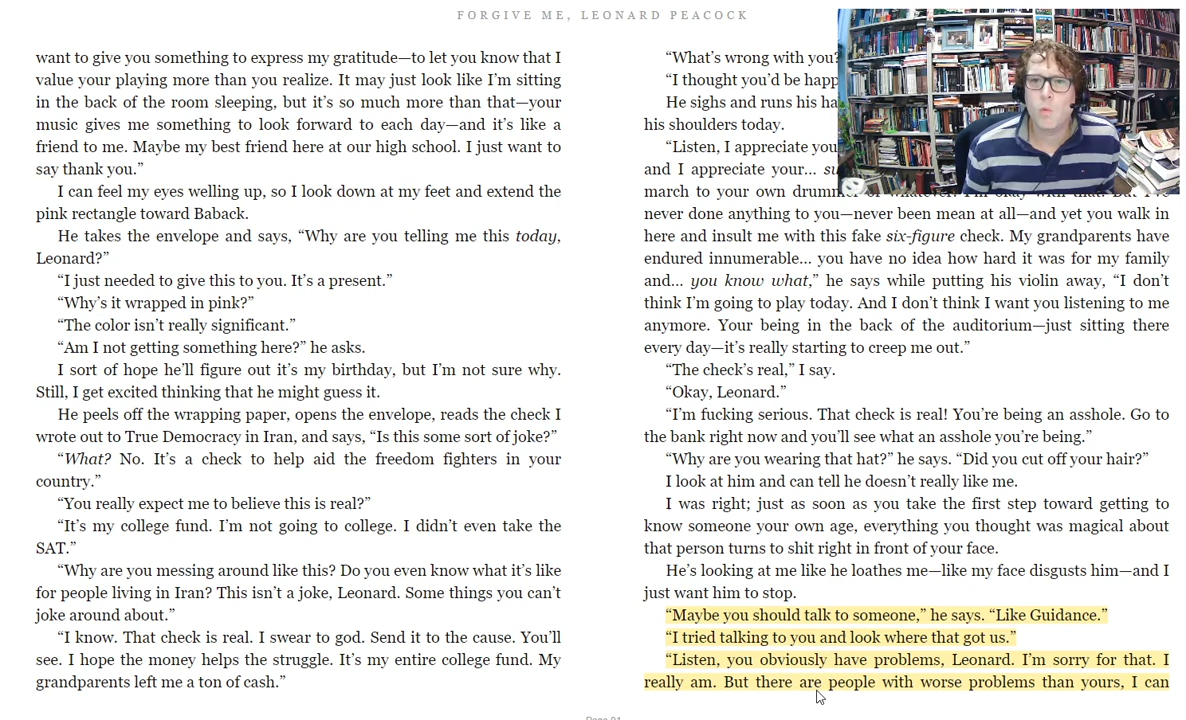 FORGIVE ME, LEONARD PEACOCK
want to give you something to express my gratitude—to let you know that I
value your playing more than you realize. It may just look like I’m sitting
in the back of the room sleeping, but it’s so much more than that—your
music gives me something to look forward to each day—and it’s like a
friend to me. Maybe my best friend here at our high school. I just want to
say thank you.”
I can feel my eyes welling up, so I look down at my feet and extend the
pink rectangle toward Baback.
He takes the envelope and says, “Why are you telling me this today,
Leonard?”
“I just needed to give this to you. It’s a present.”
“Why’s it wrapped in pink?”
“The color isn’t really significant.”
“Am I not getting something here?” he asks.
I sort of hope he’ll figure out it’s my birthday, but I’m not sure why.
Still, I get excited thinking that he might guess it.
He peels off the wrapping paper, opens the envelope, reads the check I
wrote out to True Democracy in Iran, and says, “Is this some sort of joke?”
“What? No. It’s a check to help aid the freedom fighters in your
country.”
“You really expect me to believe this is real?”
“It’s my college fund. I’m not going to college. I didn’t even take the
SAT.”
“Why are you messing around like this? Do you even know what it’s like
for people living in Iran? This isn’t a joke, Leonard. Some things you can’t
joke around about.”
“I know. That check is real. I swear to god. Send it to the cause. You’ll
see. I hope the money helps the struggle. It’s my entire college fund. My
grandparents left me a ton of cash.”
“What’s wrong with you?
“I thought you’d be happ
He sighs and runs his ha
his shoulders today.
“Listen, I appreciate you
and I appreciate your... su
march to your own drumm
never done anything to you—never been mean at all—and yet you walk in
here and insult me with this fake six-figure check. My grandparents have
endured innumerable... you have no idea how hard it was for my family
and... you know what,” he says while putting his violin away, “I don’t
think I’m going to play today. And I don’t think I want you listening to me
anymore. Your being in the back of the auditorium—just sitting there
every day—it’s really starting to creep me out.”
“The check’s real,” I say.
“Okay, Leonard.”
“I’m fucking serious. That check is real! You’re being an asshole. Go to
the bank right now and you’ll see what an asshole you’re being.”
“Why are you wearing that hat?” he says. “Did you cut off your hair?”
I look at him and can tell he doesn’t really like me.
I was right; just as soon as you take the first step toward getting to
know someone your own age, everything you thought was magical about
that person turns to shit right in front of your face.
He’s looking at me like he loathes me—like my face disgusts him—and I
just want him to stop.
“Maybe you should talk to someone,” he says. “Like Guidance.”
“I tried talking to you and look where that got us.”
“Listen, you obviously have problems, Leonard. I’m sorry for that. I
really am. But there are people with worse problems than yours, I can